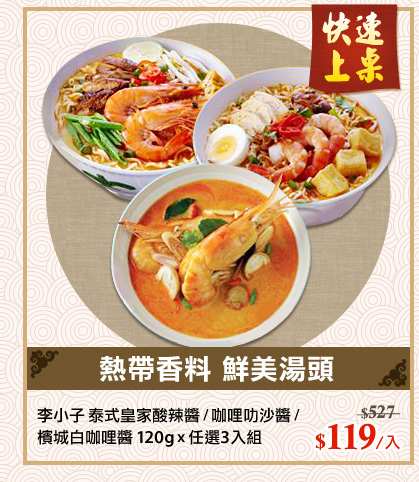 快速
上桌
熱帶香料 鮮美湯頭
李小子 泰式皇家酸辣醬 / 咖哩叻沙醬 /
檳城白咖哩醬 120g x 任選3入組
$527
$119/入